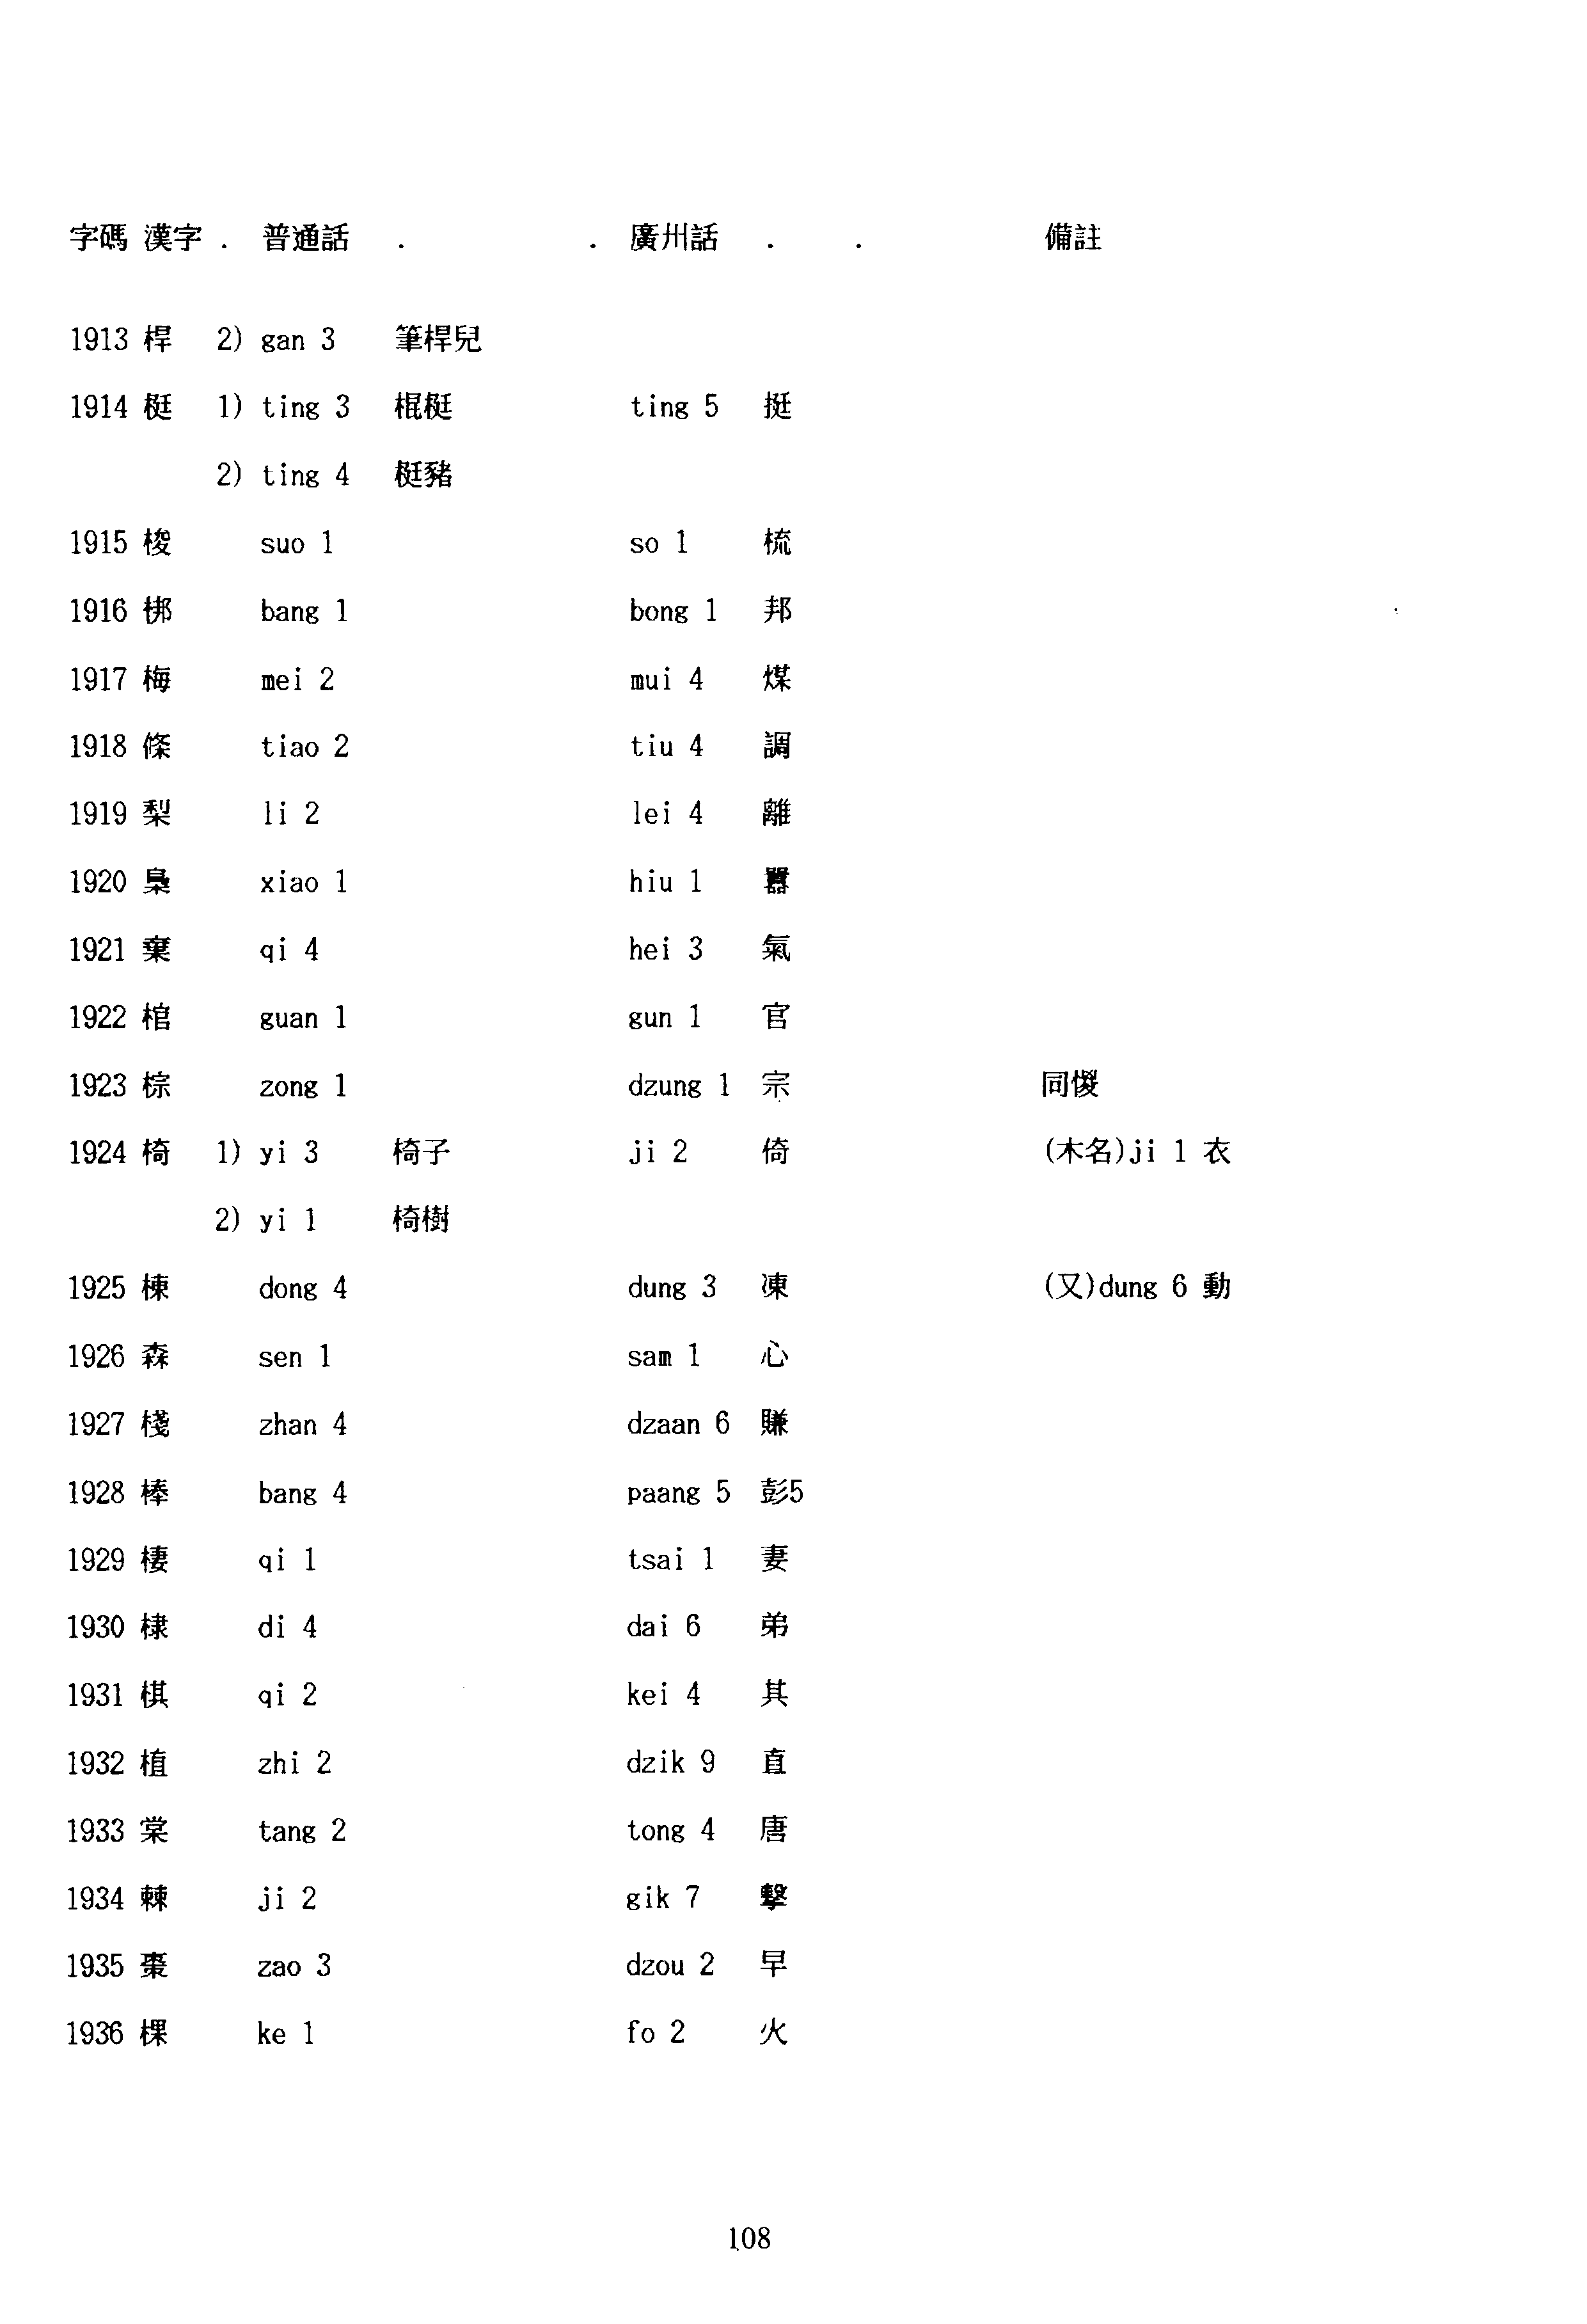 字碼 漢字 . 普通話 . . 廣州話 . . 備註
1913 桿 2) gan 3 筆桿兒
1914 梃 1) ting 3 棍梃 ting 5 挺
2) ting 4 梃豬
1915 梭 suo 1 so 1 梳
1916 梆 bang 1 bong 1 邦
1917 梅 mei 2 mui 4 煤
1918 條 tiao 2 tiu 4 調
1919 梨 li 2 lei 4 離
1920 梟 xiao 1 hiu 1 囂
1921 棄 qi 4 hei 3 氣
1922 棺 guan 1 gun 1 官
1923 棕 zong 1 dzung 1 宗 同
1924 椅 1) yi 3 椅子 ji 2 倚 (木名)ji 1 衣
2) yi 1 椅樹
1925 棟 dong 4 dung 3 凍 (又)dung 6 動
1926 森 sen 1 sam 1 心
1927 棧 zhan 4 dzaan 6 賺
1928 棒 bang 4 paang 5 彭5
1929 棲 qi 1 tsai 1 妻
1930 棣 di 4 dai 6 弟
1931 棋 qi 2 kei 4 其
1932 植 zhi 2 dzik 9 直
1933 棠 tang 2 tong 4 唐
1934 棘 ji 2 gik 7 擊
1935 棗 zao 3 dzou 2 早
1936 棵 ke 1 fo 2 火
108